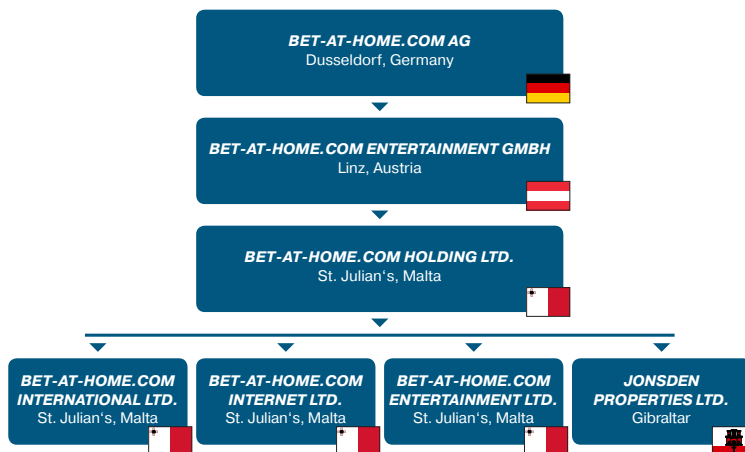 BET-AT-HOME.COM AG
Dusseldorf, Germany
BET-AT-HOME.COM ENTERTAINMENT GMBH
Linz, Austria
BET-AT-HOME.COM HOLDING LTD.
St. Julian‘s, Malta
BET-AT-HOME.COM
INTERNATIONAL LTD.
St. Julian‘s, Malta
BET-AT-HOME.COM
INTERNET LTD.
St. Julian‘s, Malta
BET-AT-HOME.COM
ENTERTAINMENT LTD.
St. Julian‘s, Malta
JONSDEN
PROPERTIES LTD.
Gibraltar